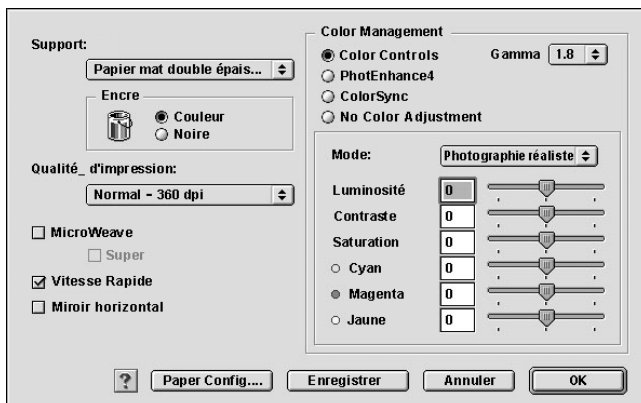 Support:
Papier mat double épais...
Encre
Couleur
Noire
Qualité_ d'impression:
Normal - 360 dpi
MicroWeave
Super
Vitesse Rapide
Miroir horizontal
Color Management
Color Controls
Gamma 1.8
PhotEnhance4
ColorSync
No Color Adjustment
Mode: Photographie réaliste
Luminosité 0
Contraste 0
Saturation 0
Cyan 0
Magenta 0
Jaune 0
? Paper Config.... Enregistrer Annuler OK